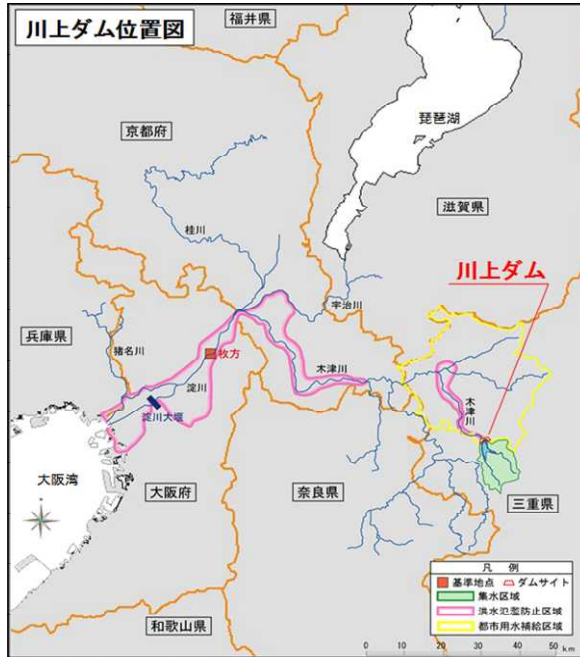 川上ダム位置図
福井県
京都府
琵琶湖
滋賀県
桂川
川上ダム
宇治川
兵庫県
猪名川
枚方
木津川
淀川
木津川
淀川大堰
大阪湾
大阪府
奈良県
三重県
和歌山県
凡 例
基準地点 ダムサイト
集水区域
洪水氾濫防止区域
都市用水補給区域
0 10 20 30 40 50
km